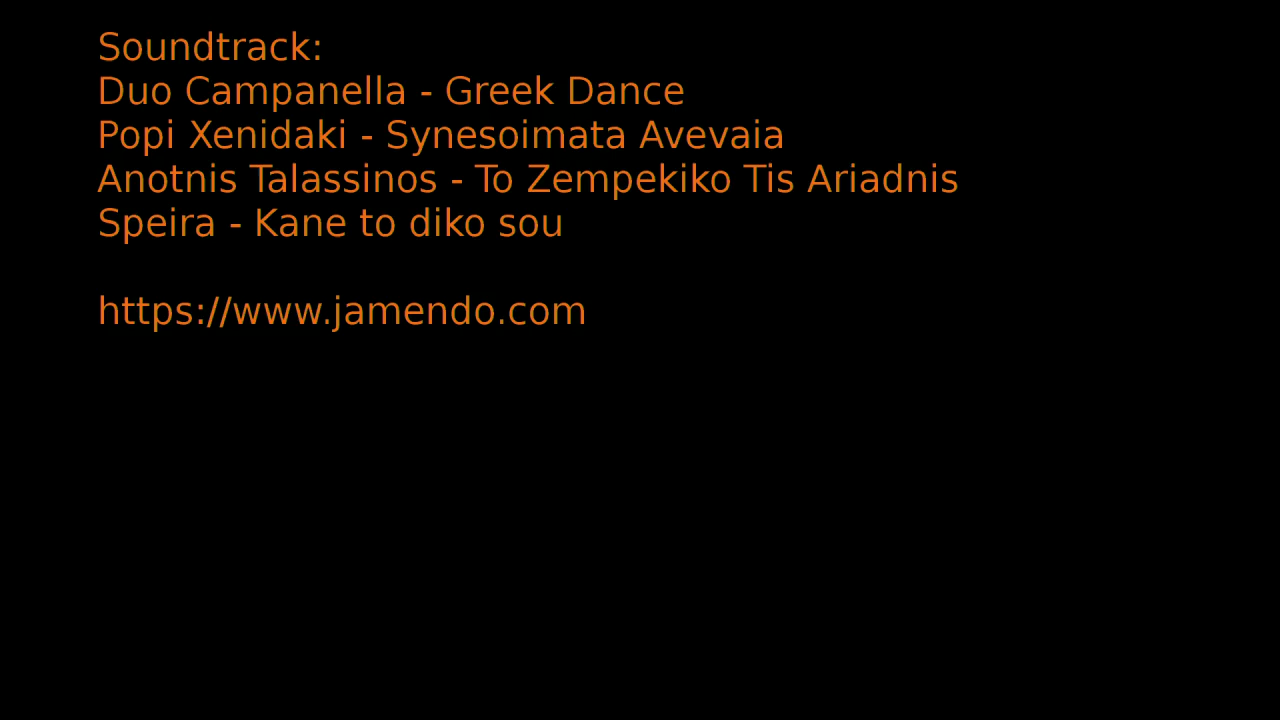 Soundtrack:
Duo Campanella - Greek Dance
Popi Xenidaki - Synesoimata Avevaia
Anotnis Talassinos - To Zempekiko Tis Ariadnis
Speira - Kane to diko sou
https://www.jamendo.com